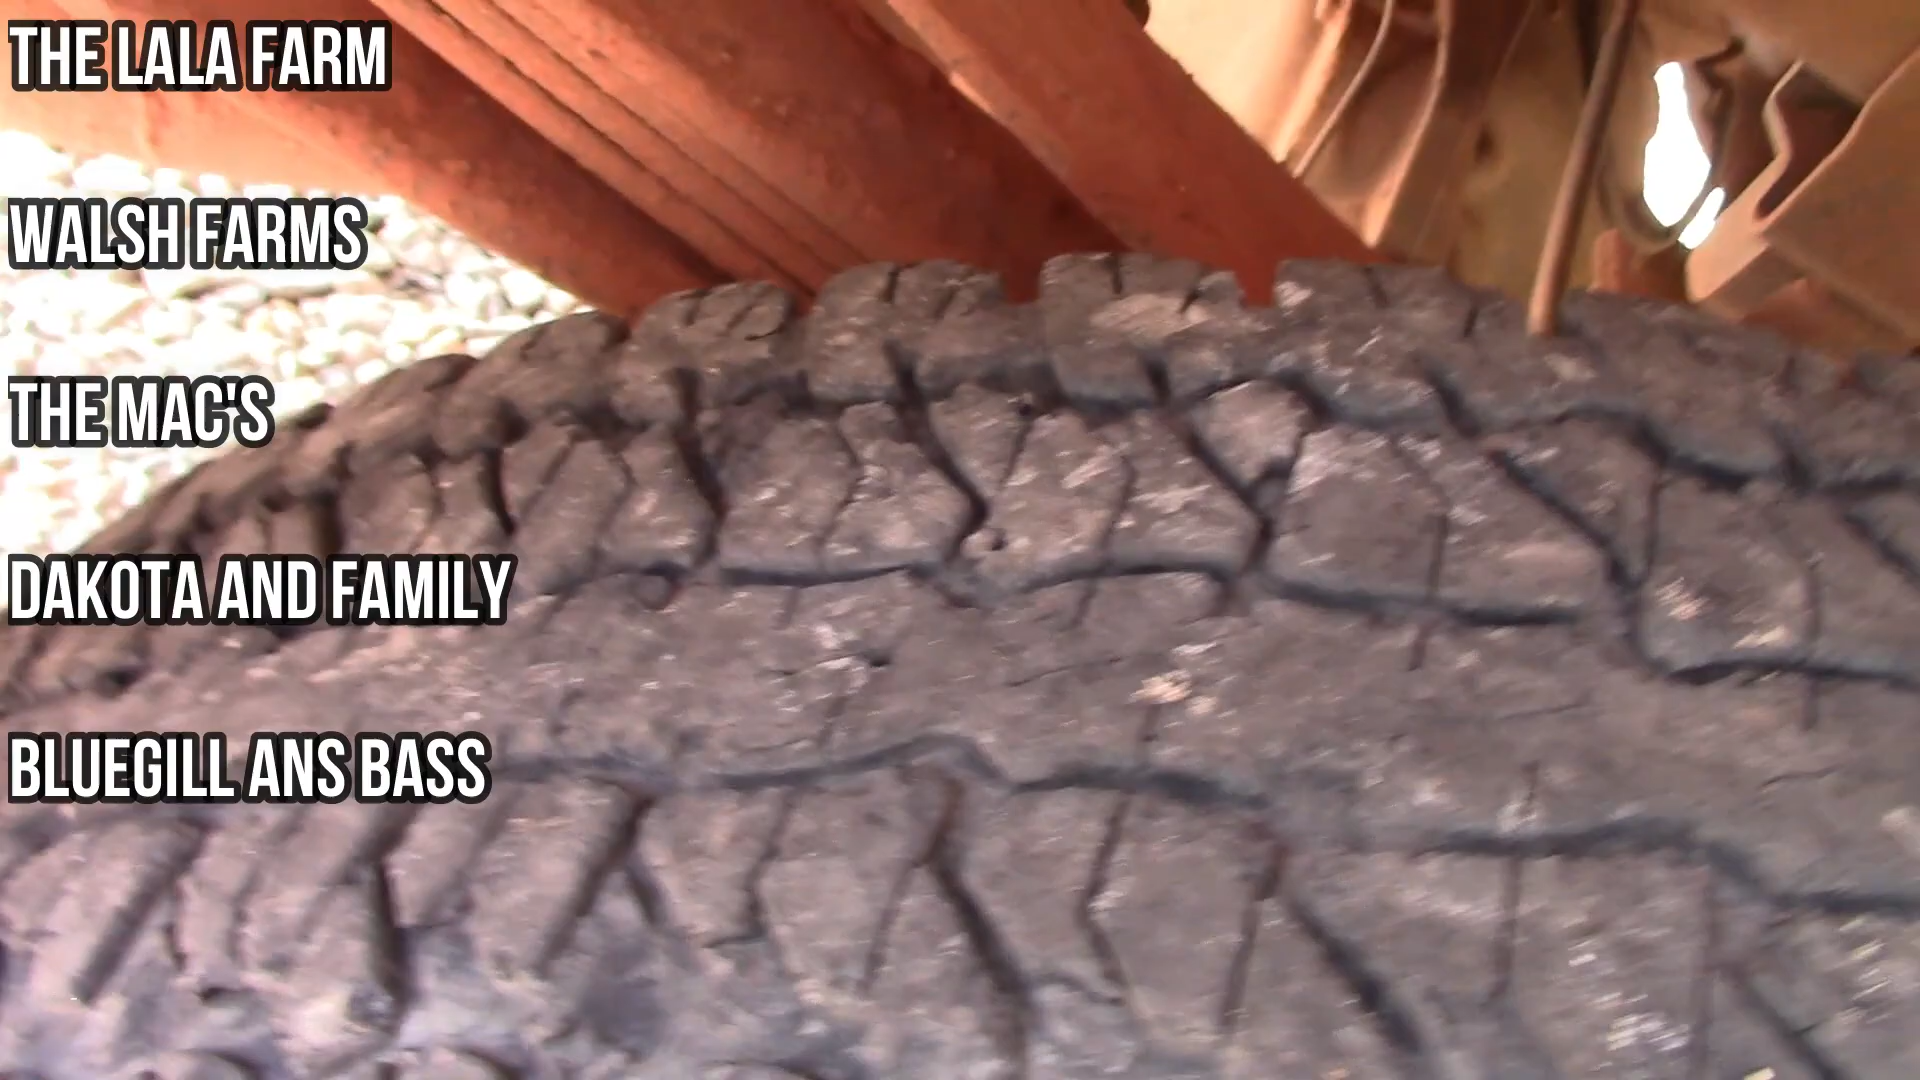 THE LALA FARM
WALSH FARMS
THE MAC'S
DAKOTA AND FAMILY
BLUEGILL ANS BASS